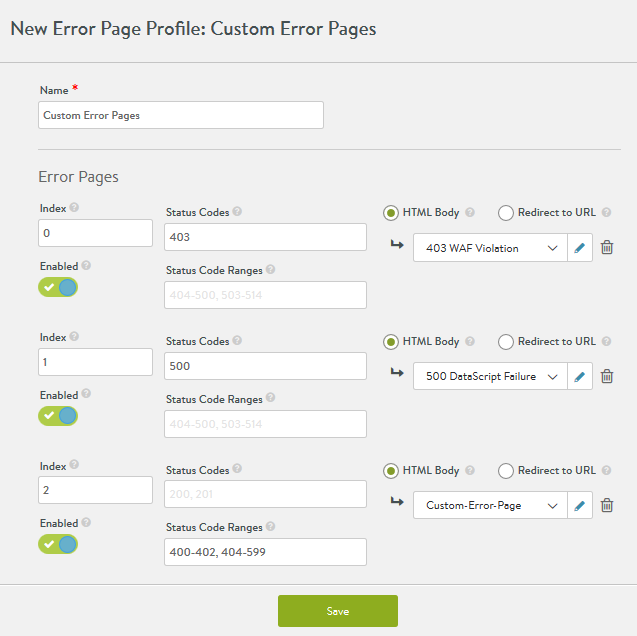 New Error Page Profile: Custom Error Pages
Name *
Custom Error Pages
Error Pages
Index ?
Status Codes ?
HTML Body ?
Redirect to URL ?
0
403
403 WAF Violation
Enabled ?
Status Code Ranges ?
404-500, 503-514
Index ?
Status Codes ?
HTML Body ?
Redirect to URL ?
1
500
500 DataScript Failure
Enabled ?
Status Code Ranges ?
404-500, 503-514
Index ?
Status Codes ?
HTML Body ?
Redirect to URL ?
2
200, 201
Custom-Error-Page
Enabled ?
Status Code Ranges ?
400-402, 404-599
Save